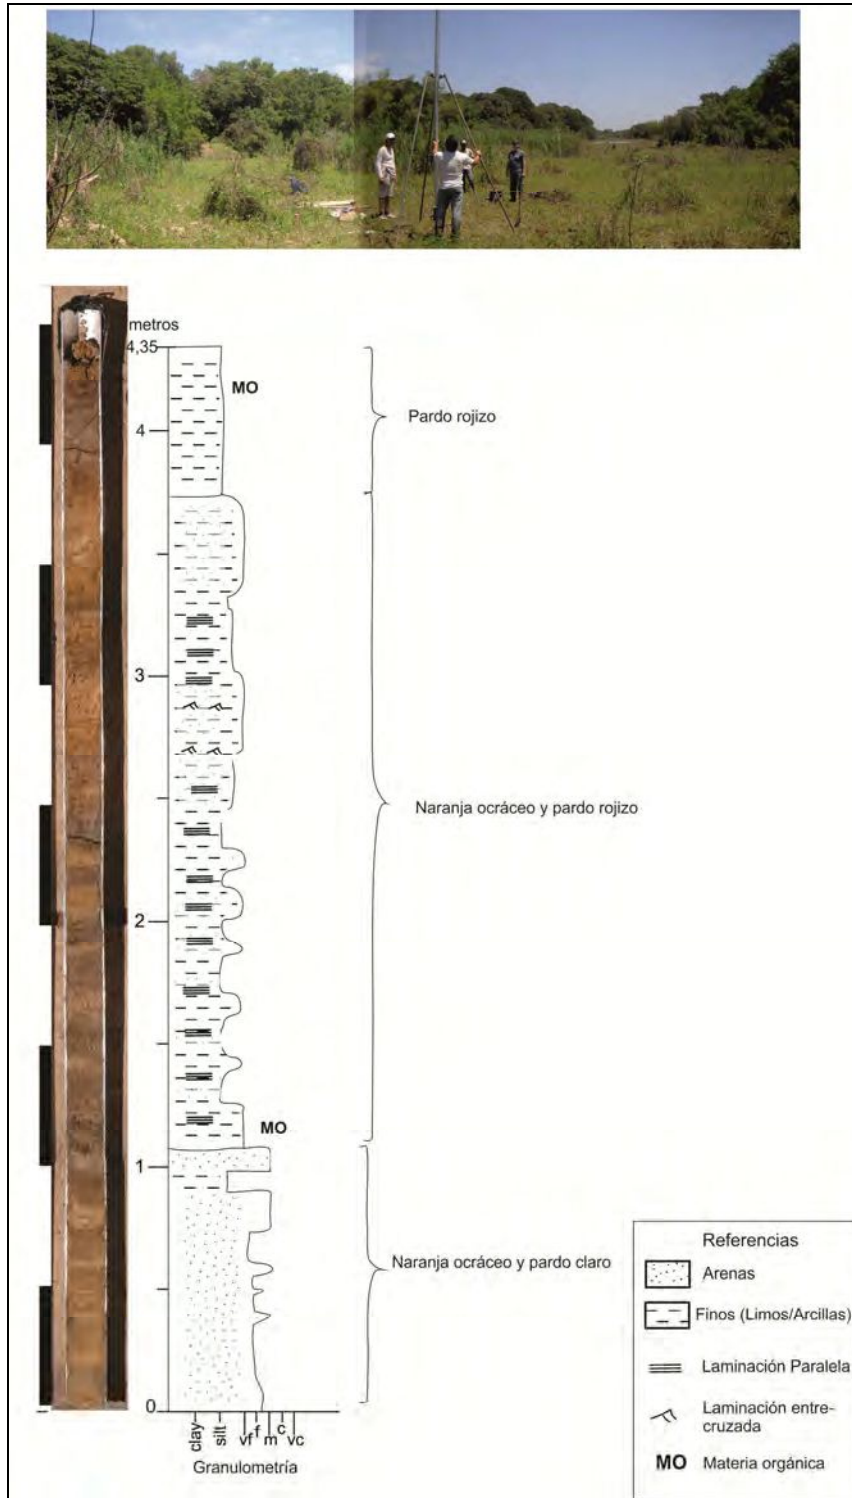 metros
4,35
MO
Pardo rojizo
4
3
Naranja ocráceo y pardo rojizo
2
MO
1
Naranja ocráceo y pardo claro
0
clay
silt
vf
f
m
c
vc
Granulometría
Referencias
Arenas
Finos (Limos/Arcillas)
Laminación Paralela
Laminación entre-
cruzada
MO Materia orgánica